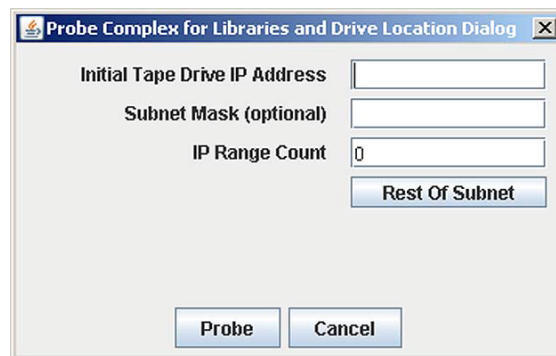 Probe Complex for Libraries and Drive Location Dialog
Initial Tape Drive IP Address
Subnet Mask (optional)
IP Range Count 0
Rest Of Subnet
Probe Cancel